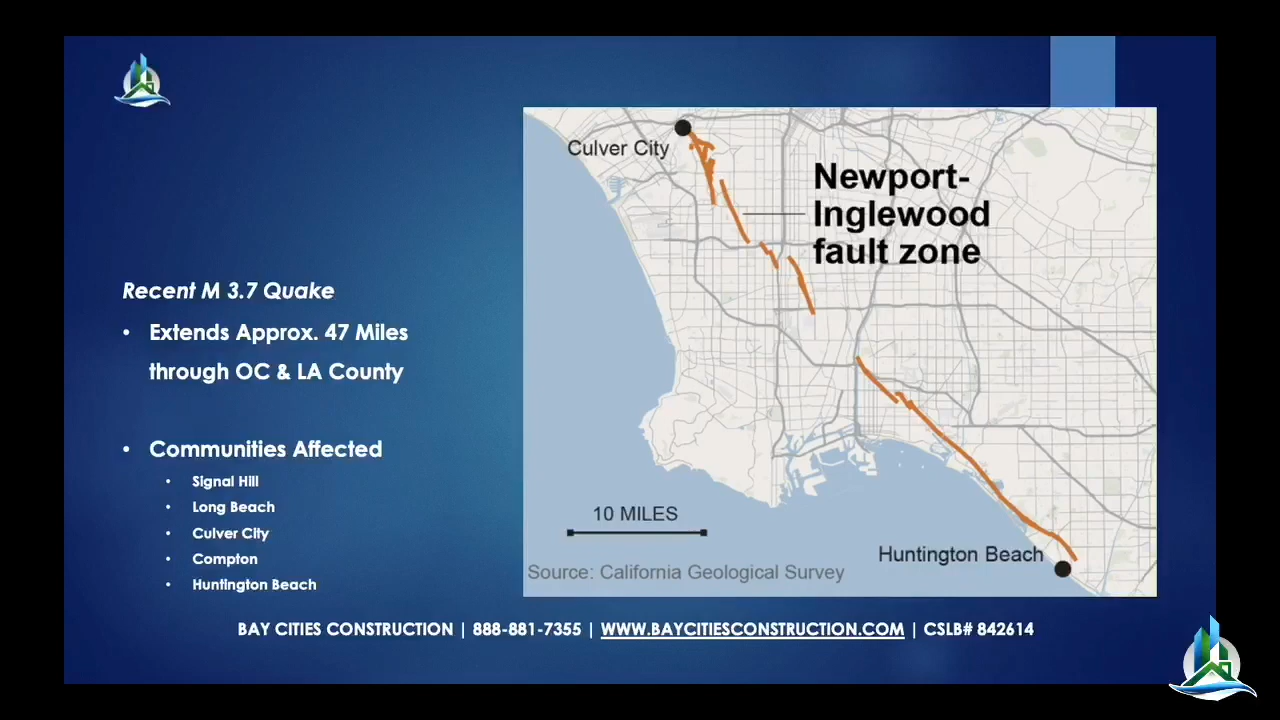 Recent M 3.7 Quake
• Extends Approx. 47 Miles
through OC & LA County
• Communities Affected
• Signal Hill
• Long Beach
• Culver City
• Compton
• Huntington Beach
Culver City
Newport-
Inglewood
fault zone
10 MILES
Huntington Beach
Source: California Geological Survey
BAY CITIES CONSTRUCTION | 888-881-7355 | WWW.BAYCITIESCONSTRUCTION.COM | CSLB# 842614